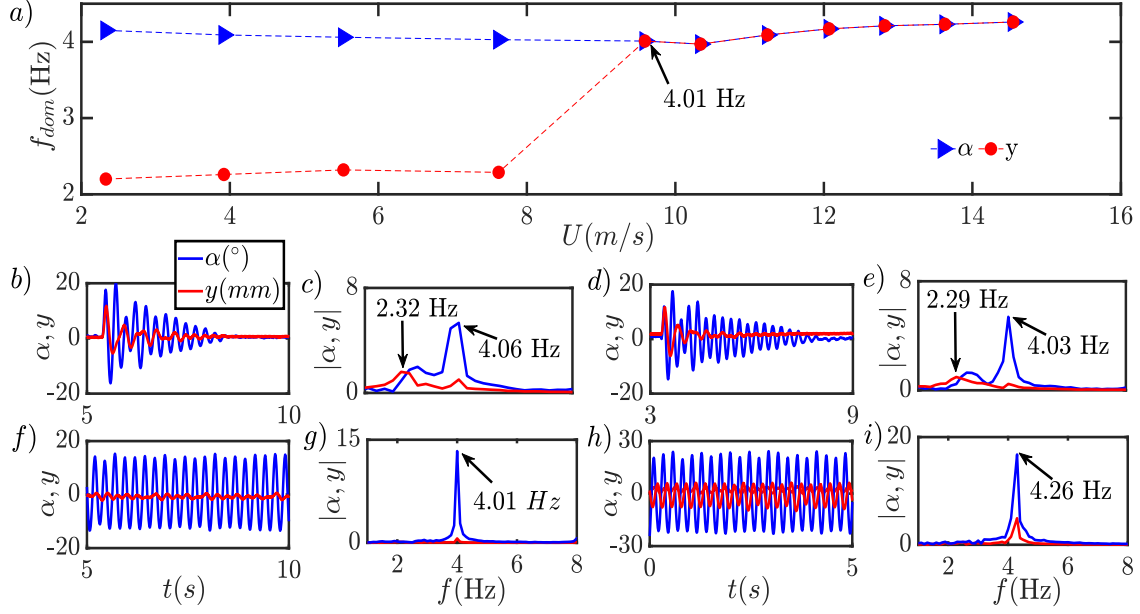 a)
f_dom(Hz)
4
3
2
4.01 Hz
α y
2 4 6 8 10 12 14 16
U(m/s)
b)
α(°)
y(mm)
α, y
20
0
-20
5 10
c)
|α, y|
8
0
2.32 Hz
4.06 Hz
d)
α, y
20
0
-20
3 9
e)
|α, y|
8
0
2.29 Hz
4.03 Hz
f)
α, y
20
0
-20
5 10
t(s)
g)
|α, y|
15
0
4.01 Hz
2 4 6 8
f(Hz)
h)
α, y
30
0
-30
0 5
t(s)
i)
|α, y|
20
0
4.26 Hz
2 4 6 8
f(Hz)